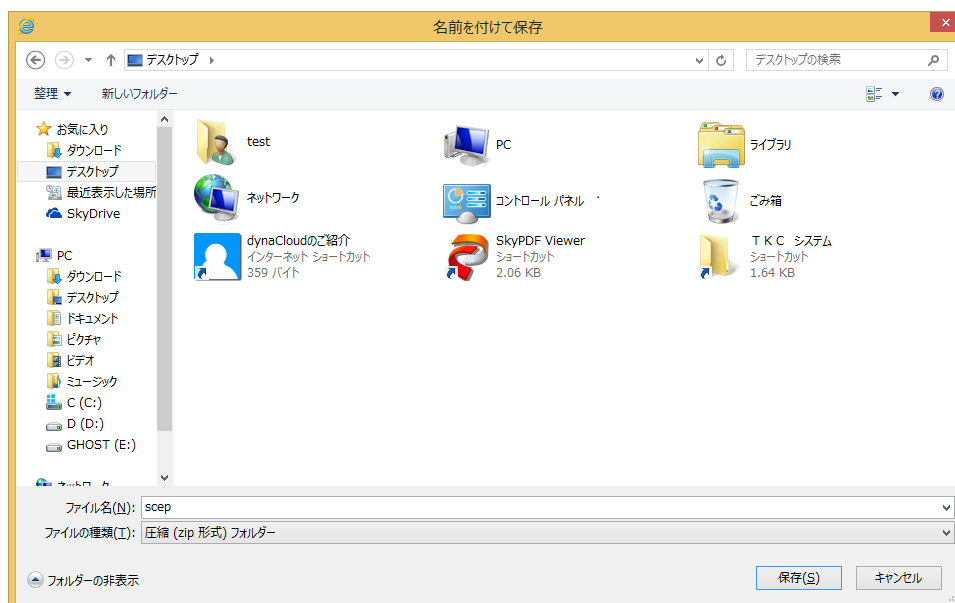 名前を付けて保存
デスクトップ
デスクトップの検索
整理
新しいフォルダー
お気に入り
ダウンロード
デスクトップ
最近表示した場所
SkyDrive
PC
ダウンロード
デスクトップ
ドキュメント
ピクチャ
ビデオ
ミュージック
C (C:)
D (D:)
GHOST (E:)
ネットワーク
test
PC
ライブラリ
ネットワーク
コントロール パネル
ごみ箱
dynaCloudのご紹介
インターネット ショートカット
359 バイト
SkyPDF Viewer
ショートカット
2.06 KB
ＴＫＣ　システム
ショートカット
1.64 KB
ファイル名(N): scep
ファイルの種類(T): 圧縮 (zip 形式) フォルダー
フォルダーの非表示
保存(S)
キャンセル